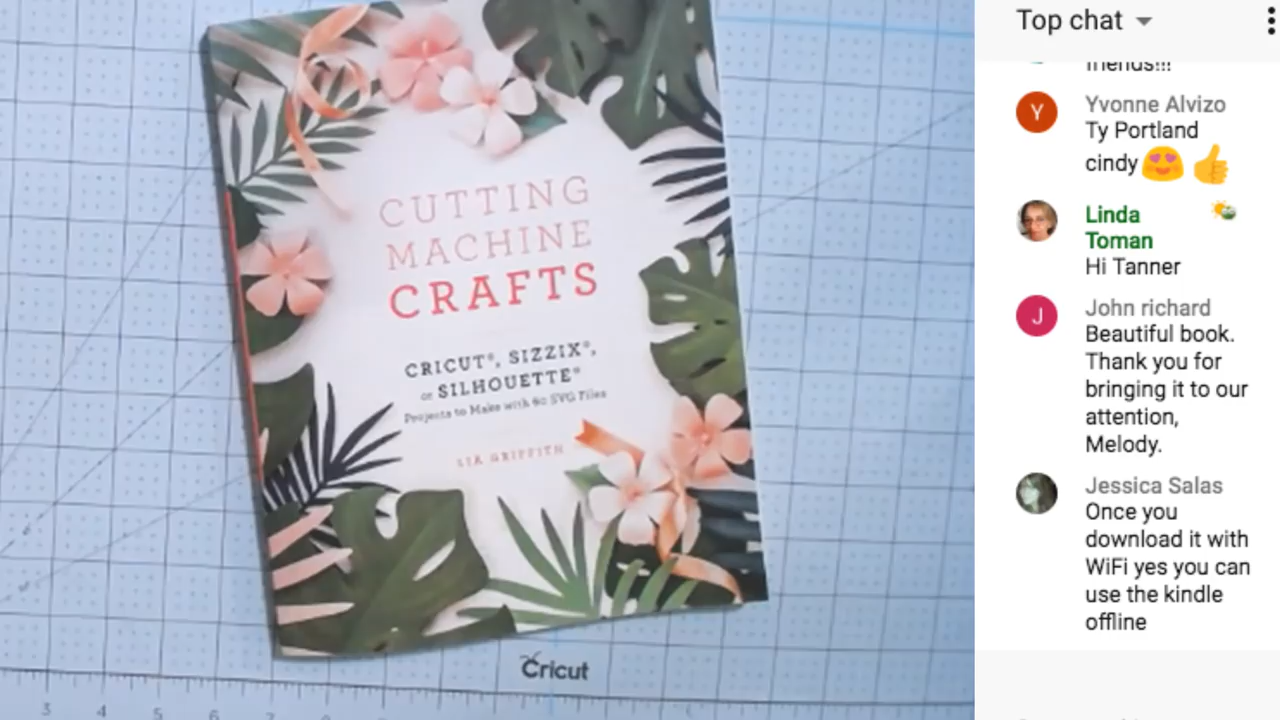 CUTTING
MACHINE
CRAFTS
CRICUT®, SIZZIX®,
or SILHOUETTE®
Projects to Make with 60 SVG Files
LIA GRIFFITH
Cricut
3 4 5 6 7 8
Top chat
friends!!!
Yvonne Alvizo
Ty Portland
cindy😍👍
Linda
Toman
Hi Tanner
John richard
Beautiful book.
Thank you for
bringing it to our
attention,
Melody.
Jessica Salas
Once you
download it with
WiFi yes you can
use the kindle
offline
Y
J